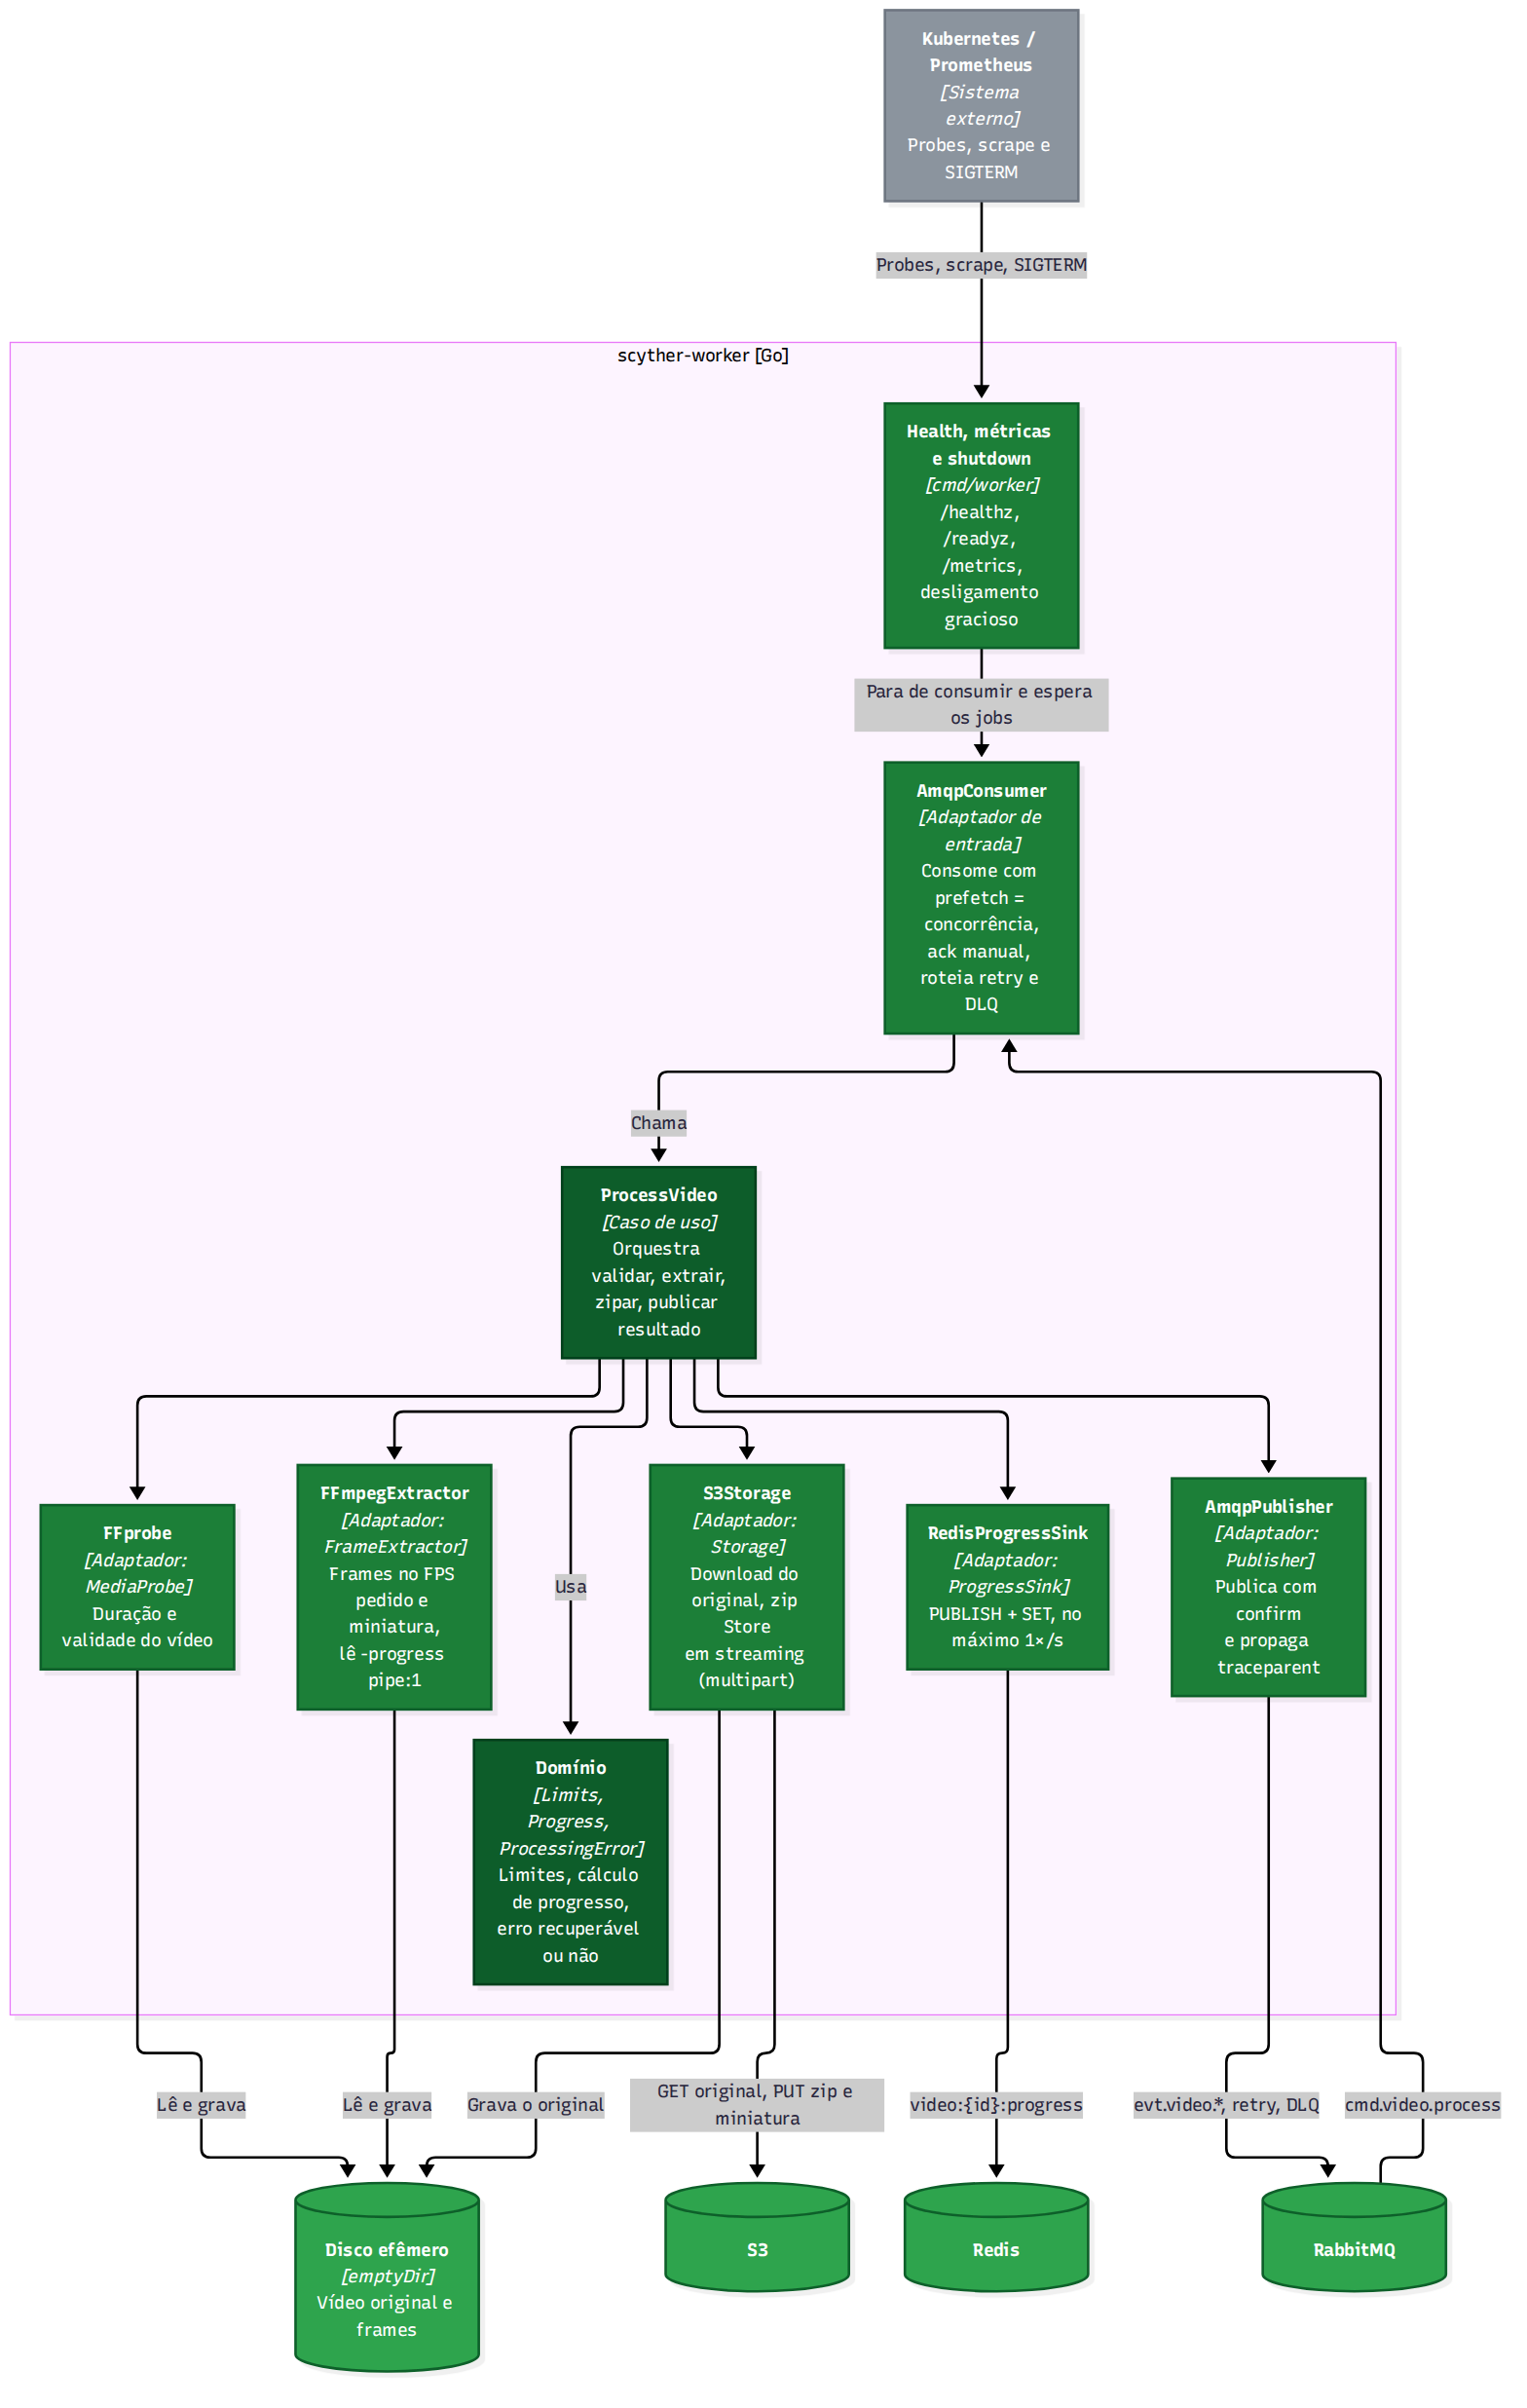 Kubernetes /
Prometheus
[Sistema
externo]
Probes, scrape e
SIGTERM
Probes, scrape, SIGTERM
scyther-worker [Go]
Health, métricas
e shutdown
[cmd/worker]
/healthz,
/readyz,
/metrics,
desligamento
gracioso
Para de consumir e espera
os jobs
AmqpConsumer
[Adaptador de
entrada]
Consome com
prefetch =
concorrência,
ack manual,
roteia retry e
DLQ
Chama
ProcessVideo
[Caso de uso]
Orquestra
validar, extrair,
zipar, publicar
resultado
FFprobe
[Adaptador:
MediaProbe]
Duração e
validade do vídeo
FFmpegExtractor
[Adaptador:
FrameExtractor]
Frames no FPS
pedido e
miniatura,
lê -progress
pipe:1
Usa
S3Storage
[Adaptador:
Storage]
Download do
original, zip
Store
em streaming
(multipart)
RedisProgressSink
[Adaptador:
ProgressSink]
PUBLISH + SET, no
máximo 1×/s
AmqpPublisher
[Adaptador:
Publisher]
Publica com
confirm
e propaga
traceparent
Domínio
[Limits,
Progress,
ProcessingError]
Limites, cálculo
de progresso,
erro recuperável
ou não
Lê e grava
Lê e grava
Grava o original
GET original, PUT zip e
miniatura
video:{id}:progress
evt.video.*, retry, DLQ
cmd.video.process
Disco efêmero
[emptyDir]
Vídeo original e
frames
S3
Redis
RabbitMQ